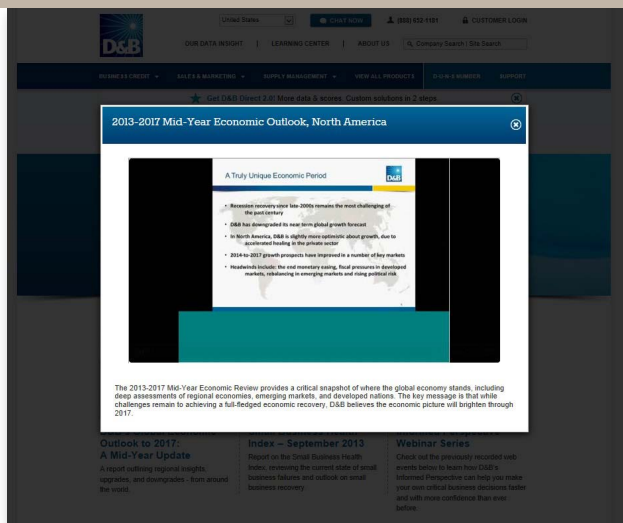 United States
CHAT NOW
CUSTOMER LOGIN
D&B
OUR DATA INSIGHT | LEARNING CENTER | ABOUT US
Company Search / Site Search
BUSINESS CREDIT
SALES & MARKETING
SUPPLY MANAGEMENT
VIEW ALL PRODUCTS
D-U-N-S NUMBER
SUPPORT
Get D&B Direct 2.0! More data & scores. Custom solutions in 2 steps.
2013-2017 Mid-Year Economic Outlook, North America
A Truly Unique Economic Period
D&B
• Recession recovery since late-2000s remains the most challenging of
the past century
• D&B has downgraded its near term global growth forecast
• In North America, D&B is slightly more optimistic about growth, due to
accelerated healing in the private sector
• 2014-to-2017 growth prospects have improved in a number of key markets
• Headwinds include: the end monetary easing, fiscal pressures in developed
markets, rebalancing in emerging markets and rising political risk
The 2013-2017 Mid-Year Economic Review provides a critical snapshot of where the global economy stands, including
deep assessments of regional economies, emerging markets, and developed nations. The key message is that while
challenges remain to achieving a full-fledged economic recovery, D&B believes the economic picture will brighten through
2017.
Outlook to 2017:
A Mid-Year Update
A report outlining regional insights,
upgrades, and downgrades - from around
the world.
Index – September 2013
Report on the Small Business Health
Index, reviewing the current state of small
business failures and outlook on small
business recovery.
Webinar Series
Check out the previously recorded web
events below to learn how D&B's
Informed Perspective can help you make
your own critical business decisions faster
and with more confidence than ever
before.